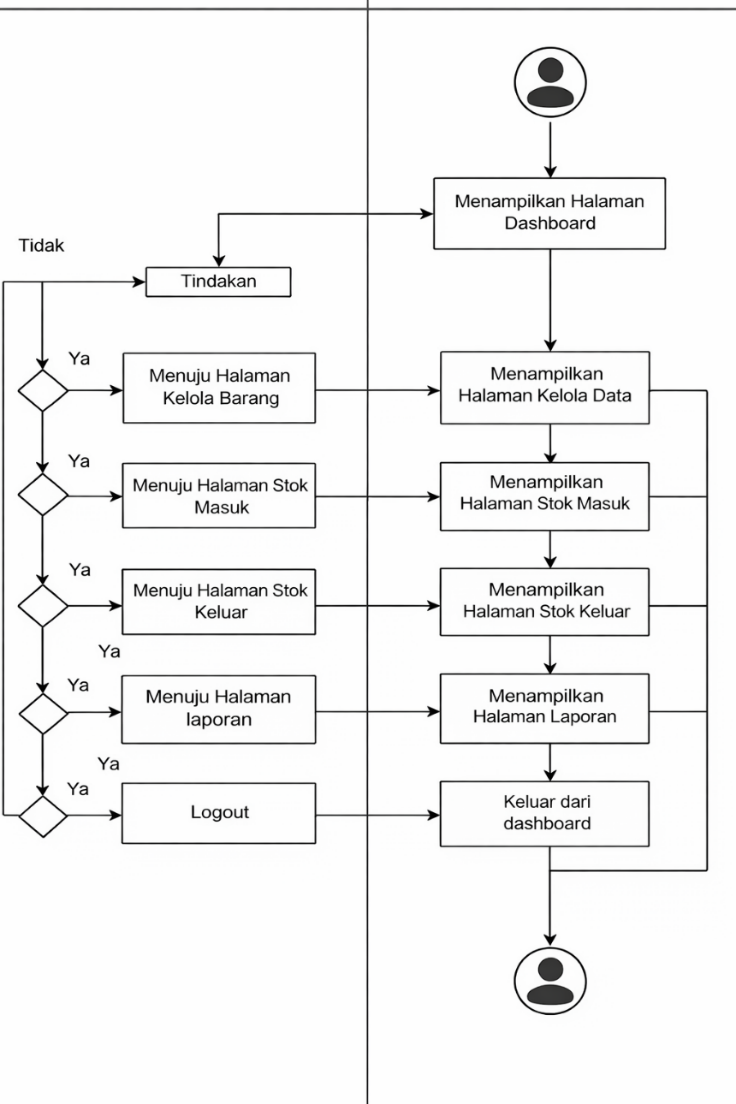 Menampilkan Halaman
Dashboard
Tidak
Tindakan
Ya
Menuju Halaman
Kelola Barang
Menampilkan
Halaman Kelola Data
Ya
Menuju Halaman Stok
Masuk
Menampilkan
Halaman Stok Masuk
Ya
Menuju Halaman Stok
Keluar
Menampilkan
Halaman Stok Keluar
Ya
Ya
Menuju Halaman
laporan
Menampilkan
Halaman Laporan
Ya
Ya
Logout
Keluar dari
dashboard